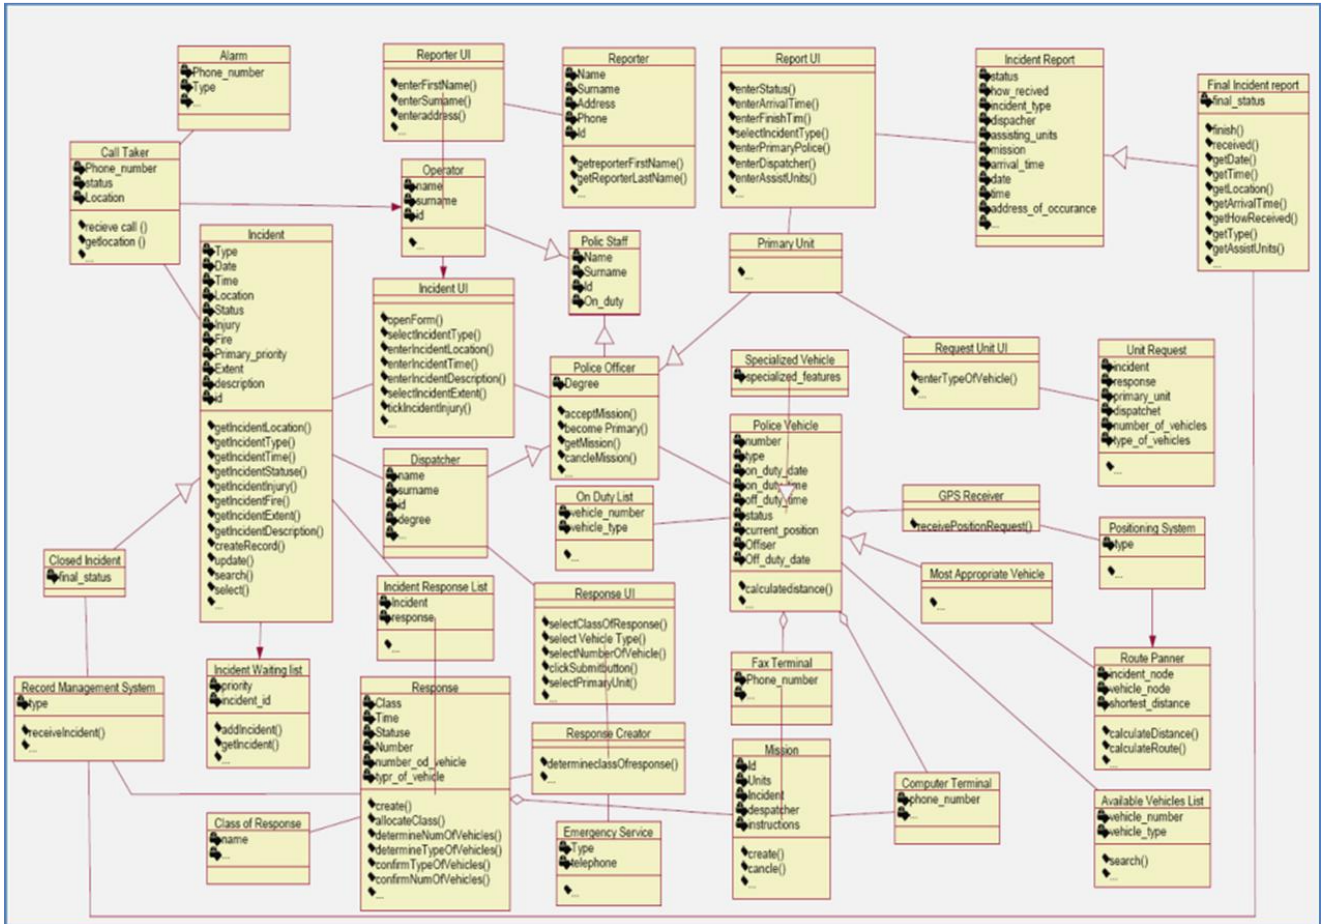 Alarm
Phone_number
Type
...
Reporter UI
enterFirstName()
enterSurname()
enteraddress()
...
Reporter
Name
Surname
Address
Phone
Id
getreporterFirstName()
getReporterLastName()
Report UI
enterStatus()
enterArrivalTime()
enterFinishTim()
selectIncidentType()
enterPrimaryPolice()
enterDispatcher()
enterAssistUnits()
...
Incident Report
status
how_recived
incident_type
dispacher
assisting_units
mission
arrival_time
date
time
address_of_occurance
...
Final Incident report
final_status
finish()
received()
getDate()
getTime()
getLocation()
getArrivalTime()
getHowReceived()
getType()
getAssistUnits()
...
Call Taker
Phone_number
status
Location
recieve call ()
getlocation ()
...
Operator
name
surname
id
...
Polic Staff
Name
Surname
Id
On_duty
Primary Unit
...
Incident
Type
Date
Time
Location
Status
Injury
Fire
Primary_priority
Extent
description
id
getIncidentLocation()
getIncidentType()
getIncidentTime()
getIncidentStatuse()
getIncidentInjury()
getIncidentFire()
getIncidentExtent()
getIncidentDescription()
createRecord()
update()
search()
select()
...
Incident UI
openForm()
selectIncidentType()
enterIncidentLocation()
enterIncidentTime()
enterIncidentDescription()
selectIncidentExtent()
tickIncidentInjury()
...
Police Officer
Degree
acceptMission()
become Primary()
getMission()
cancleMission()
...
Specialized Vehicle
specialized_features
Request Unit UI
enterTypeOfVehicle()
...
Unit Request
incident
response
primary_unit
dispatchet
number_of_vehicles
type_of_vehicles
...
Police Vehicle
number
type
on_duty_date
on_duty_time
off_duty_time
status
current_position
Offiser
Off_duty_date
calculatedistance()
...
Dispatcher
name
surname
id
degree
...
On Duty List
vehicle_number
vehicle_type
...
GPS Receiver
receivePositionRequest()
Positioning System
type
...
Closed Incident
final_status
Most Appropriate Vehicle
...
Incident Response List
Incident
response
...
Response UI
selectClassOfResponse()
select Vehicle Type()
selectNumberOfVehicle()
clickSubmitbutton()
selectPrimaryUnit()
...
Route Panner
incident_node
vehicle_node
shortest_distance
calculateDistance()
calculateRoute()
...
Record Management System
type
receiveIncident()
...
Incident Waiting list
priority
incident_id
addIncident()
getIncident()
...
Response
Class
Time
Statuse
Number
number_od_vehicle
typr_of_vehicle
create()
allocateClass()
determineNumOfVehicles()
determineTypeOfVehicles()
confirmTypeOfVehicles()
confirmNumOfVehicles()
...
Fax Terminal
Phone_number
...
Response Creator
determineclassOfresponse()
...
Mission
Id
Units
Incident
despatcher
instructions
create()
cancle()
...
Computer Terminal
phone_number
...
Available Vehicles List
vehicle_number
vehicle_type
search()
...
Class of Response
name
...
Emergency Service
Type
telephone
...